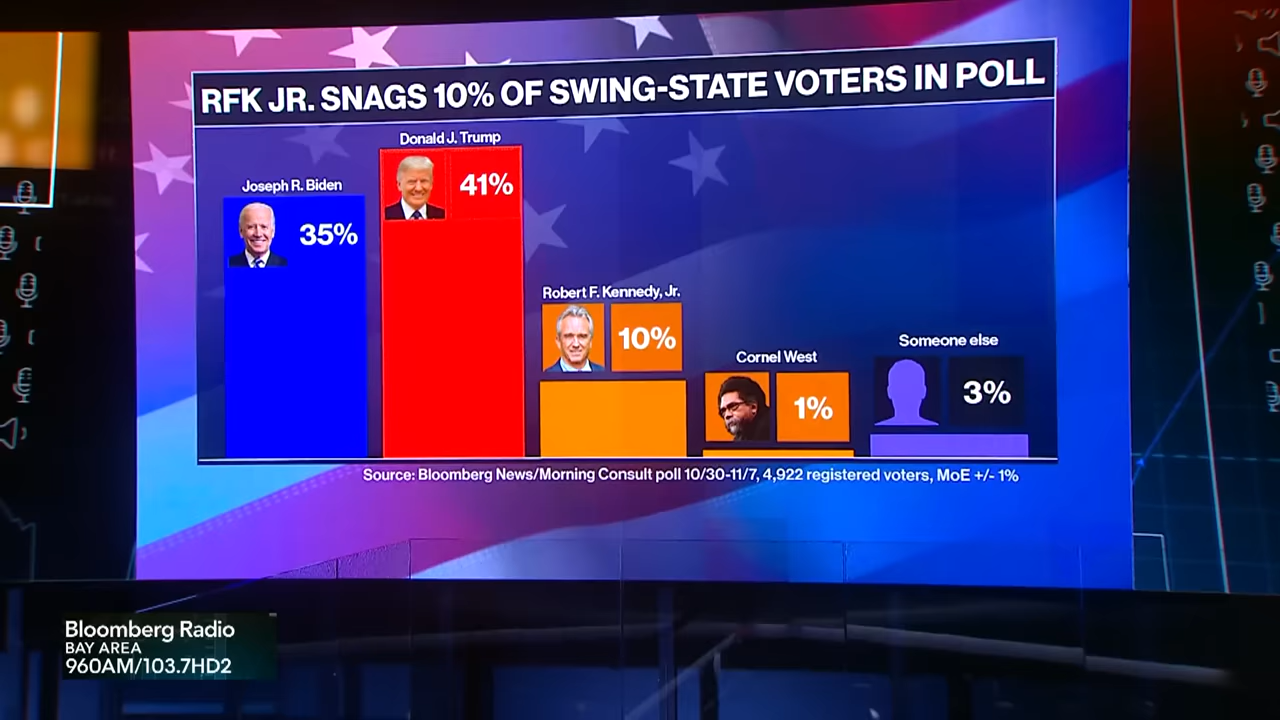 RFK JR. SNAGS 10% OF SWING-STATE VOTERS IN POLL
Joseph R. Biden
35%
Donald J. Trump
41%
Robert F. Kennedy, Jr.
10%
Cornel West
1%
Someone else
3%
Source: Bloomberg News/Morning Consult poll 10/30-11/7, 4,922 registered voters, MoE +/- 1%
Bloomberg Radio
BAY AREA
960AM/103.7HD2